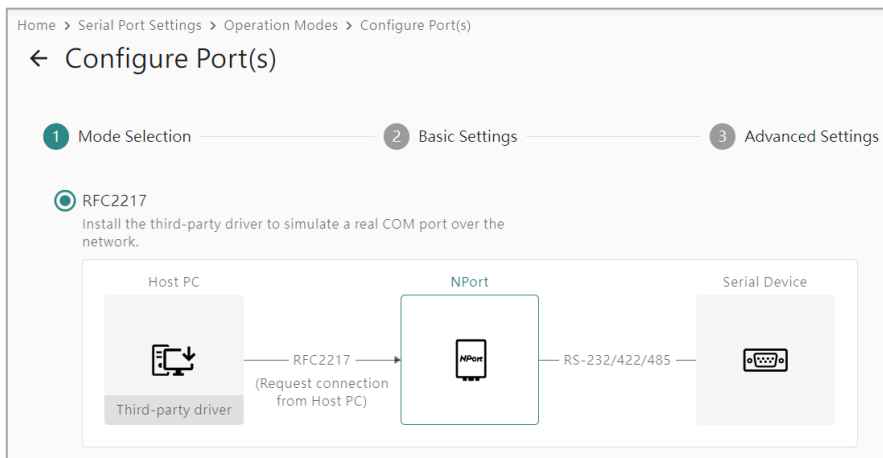 Home > Serial Port Settings > Operation Modes > Configure Port(s)
← Configure Port(s)
1 Mode Selection 2 Basic Settings 3 Advanced Settings
RFC2217
Install the third-party driver to simulate a real COM port over the
network.
Host PC NPort Serial Device
RFC2217 NPort RS-232/422/485
(Request connection
from Host PC)
Third-party driver